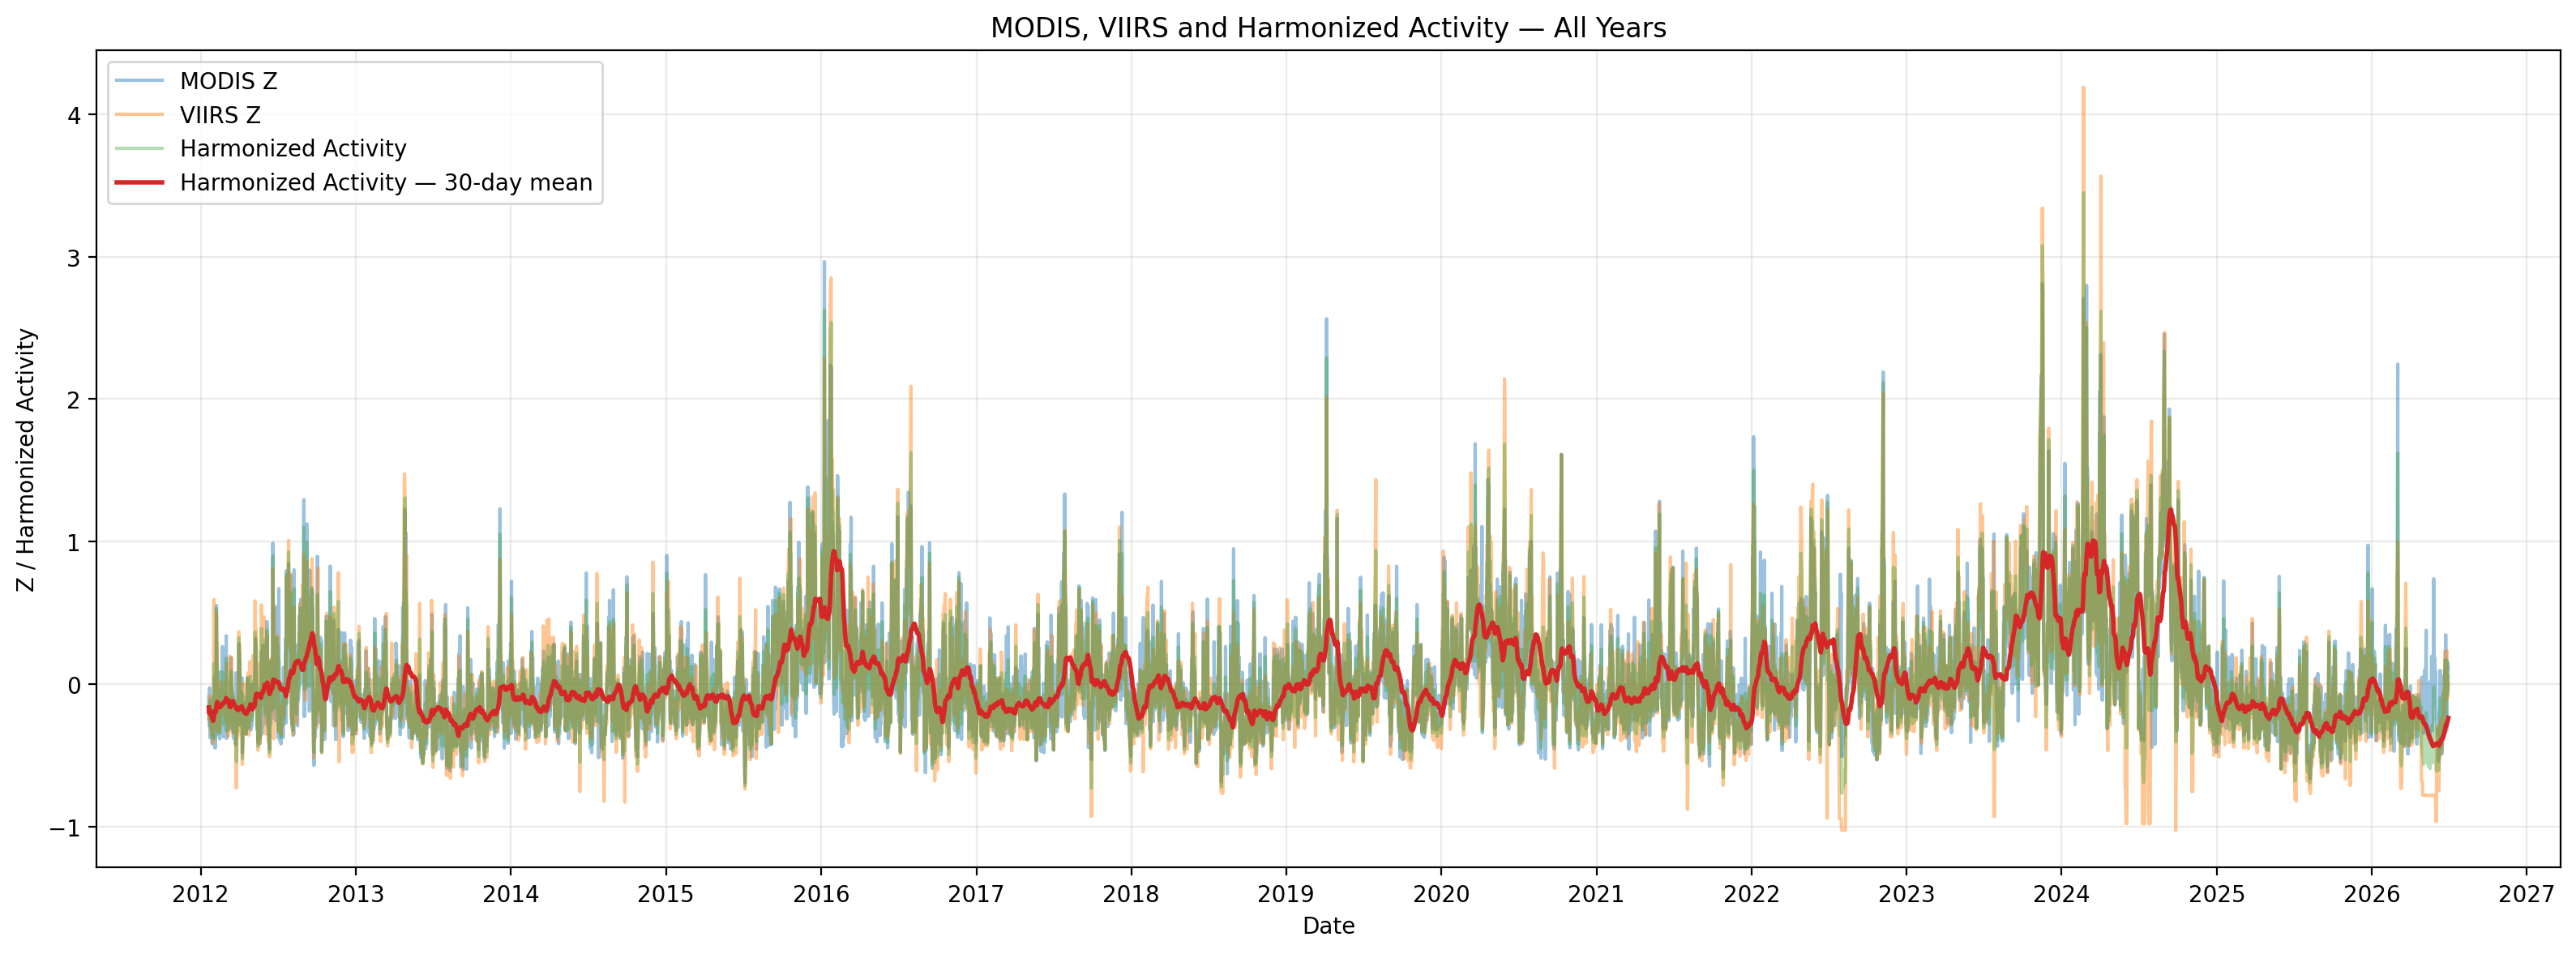 MODIS, VIIRS and Harmonized Activity — All Years
MODIS Z
VIIRS Z
Harmonized Activity
Harmonized Activity — 30-day mean
Z / Harmonized Activity
4
3
2
1
0
−1
2012 2013 2014 2015 2016 2017 2018 2019 2020 2021 2022 2023 2024 2025 2026 2027
Date